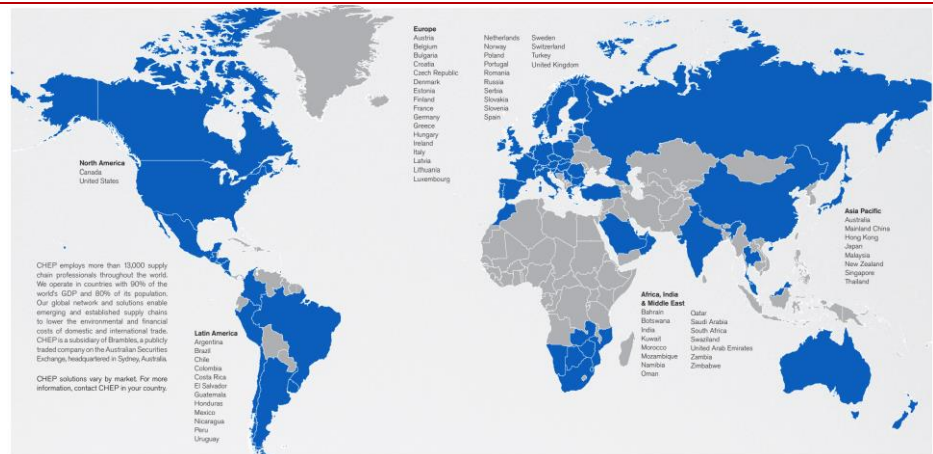 Europe
Austria
Belgium
Bulgaria
Croatia
Czech Republic
Denmark
Estonia
Finland
France
Germany
Greece
Hungary
Ireland
Italy
Latvia
Lithuania
Luxembourg
Netherlands
Norway
Poland
Portugal
Romania
Russia
Serbia
Slovakia
Slovenia
Spain
Sweden
Switzerland
Turkey
United Kingdom
North America
Canada
United States
Asia Pacific
Australia
Mainland China
Hong Kong
Japan
Malaysia
New Zealand
Singapore
Thailand
CHEP employs more than 13,000 supply
chain professionals throughout the world.
We operate in countries with 90% of the
world's GDP and 80% of its population.
Our global network and solutions enable
emerging and established supply chains
to lower the environmental and financial
costs of domestic and international trade.
CHEP is a subsidiary of Brambles, a publicly
traded company on the Australian Securities
Exchange, headquartered in Sydney, Australia.
CHEP solutions vary by market. For more
information, contact CHEP in your country.
Latin America
Argentina
Brazil
Chile
Colombia
Costa Rica
El Salvador
Guatemala
Honduras
Mexico
Nicaragua
Peru
Uruguay
Africa, India
& Middle East
Bahrain
Botswana
India
Kuwait
Morocco
Mozambique
Namibia
Oman
Qatar
Saudi Arabia
South Africa
Swaziland
United Arab Emirates
Zambia
Zimbabwe